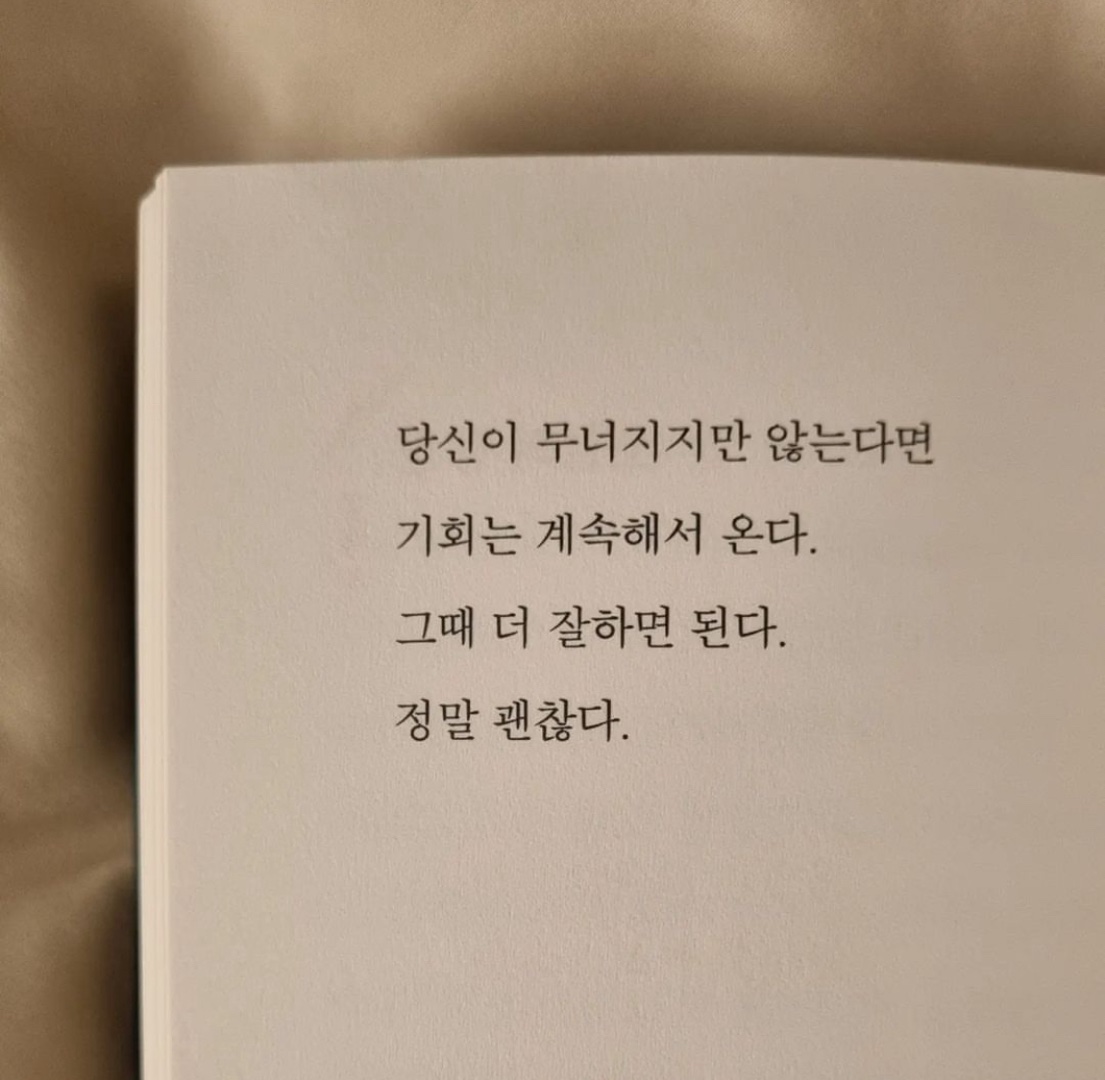 당신이 무너지지만 않는다면
기회는 계속해서 온다.
그때 더 잘하면 된다.
정말 괜찮다.